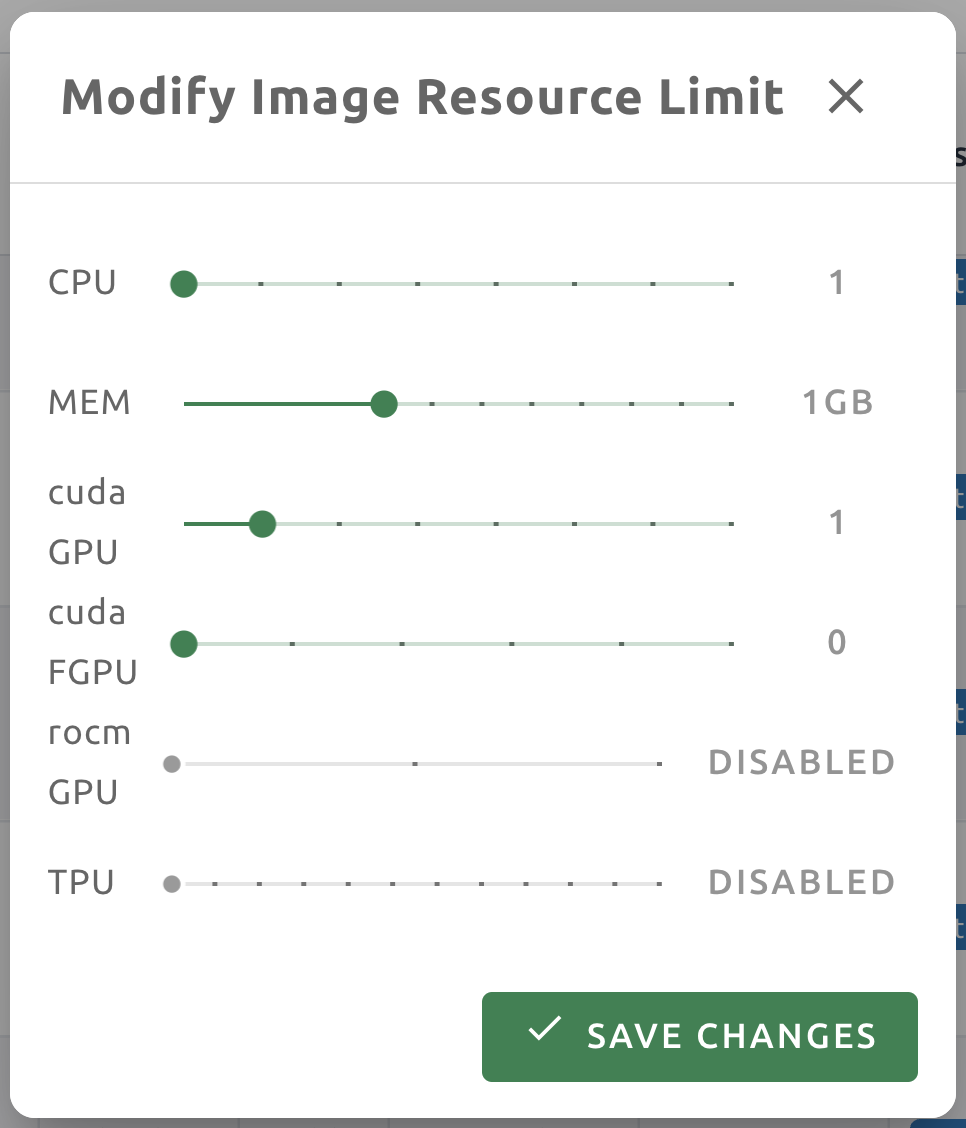 Modify Image Resource Limit
CPU 1
MEM 1GB
cuda
GPU 1
cuda
FGPU 0
rocm
GPU DISABLED
TPU DISABLED
SAVE CHANGES